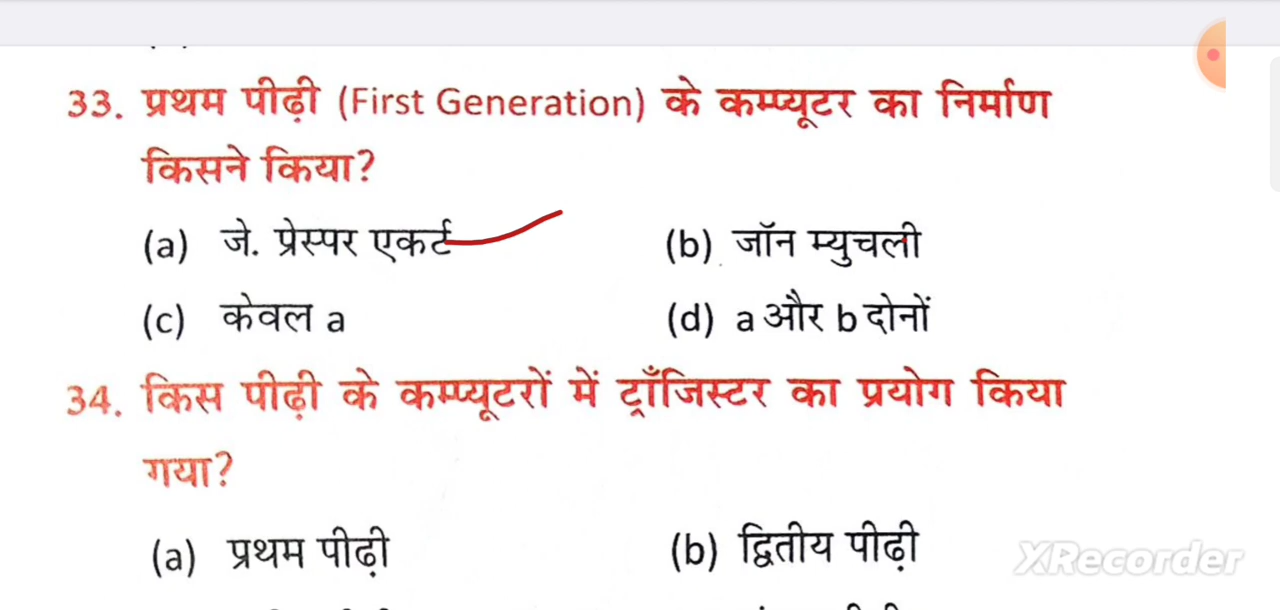 33. प्रथम पीढ़ी (First Generation) के कम्प्यूटर का निर्माण
किसने किया?
(a) जे. प्रेस्पर एकर्ट (b) जॉन म्युचली
(c) केवल a (d) a और b दोनों
34. किस पीढ़ी के कम्प्यूटरों में ट्राँजिस्टर का प्रयोग किया
गया?
(a) प्रथम पीढ़ी (b) द्वितीय पीढ़ी
XRecorder